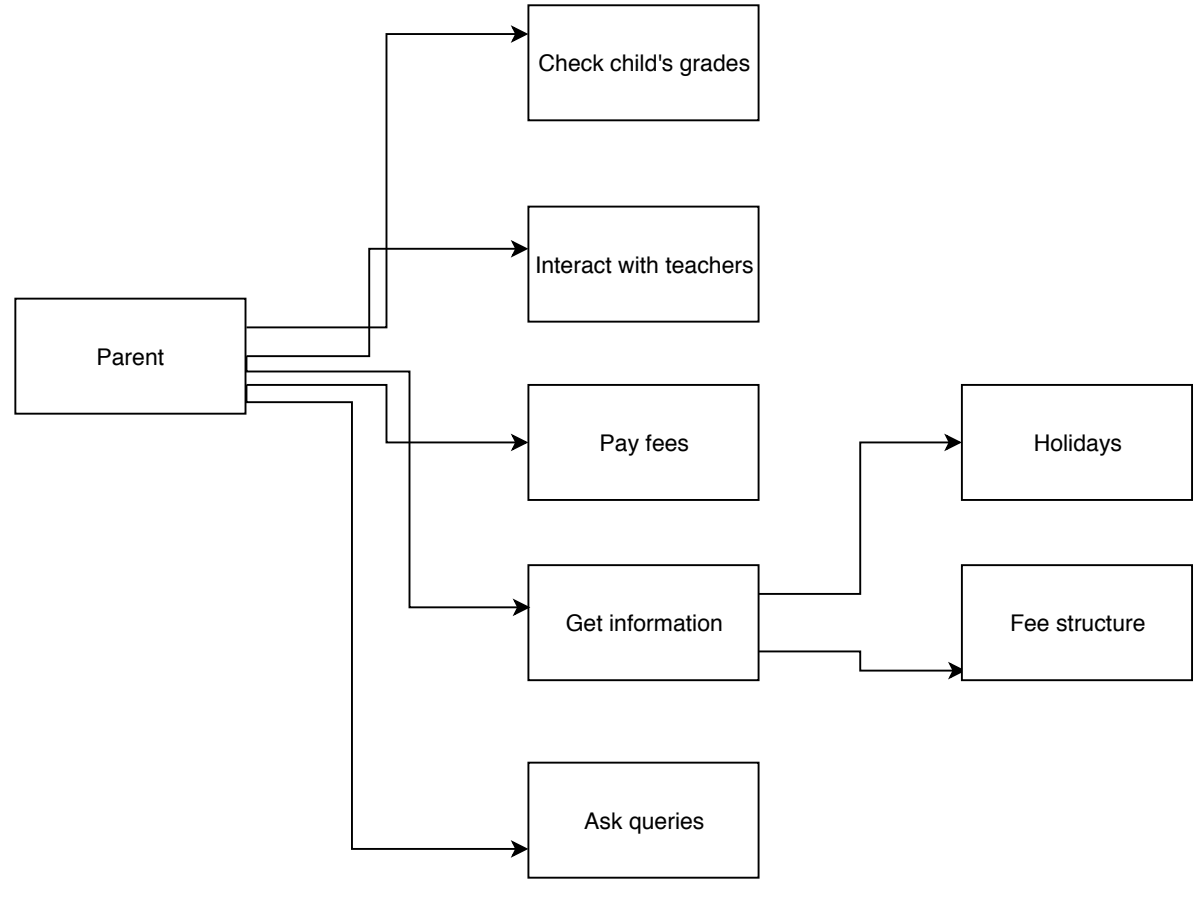 Check child's grades
Interact with teachers
Parent
Pay fees
Holidays
Get information
Fee structure
Ask queries